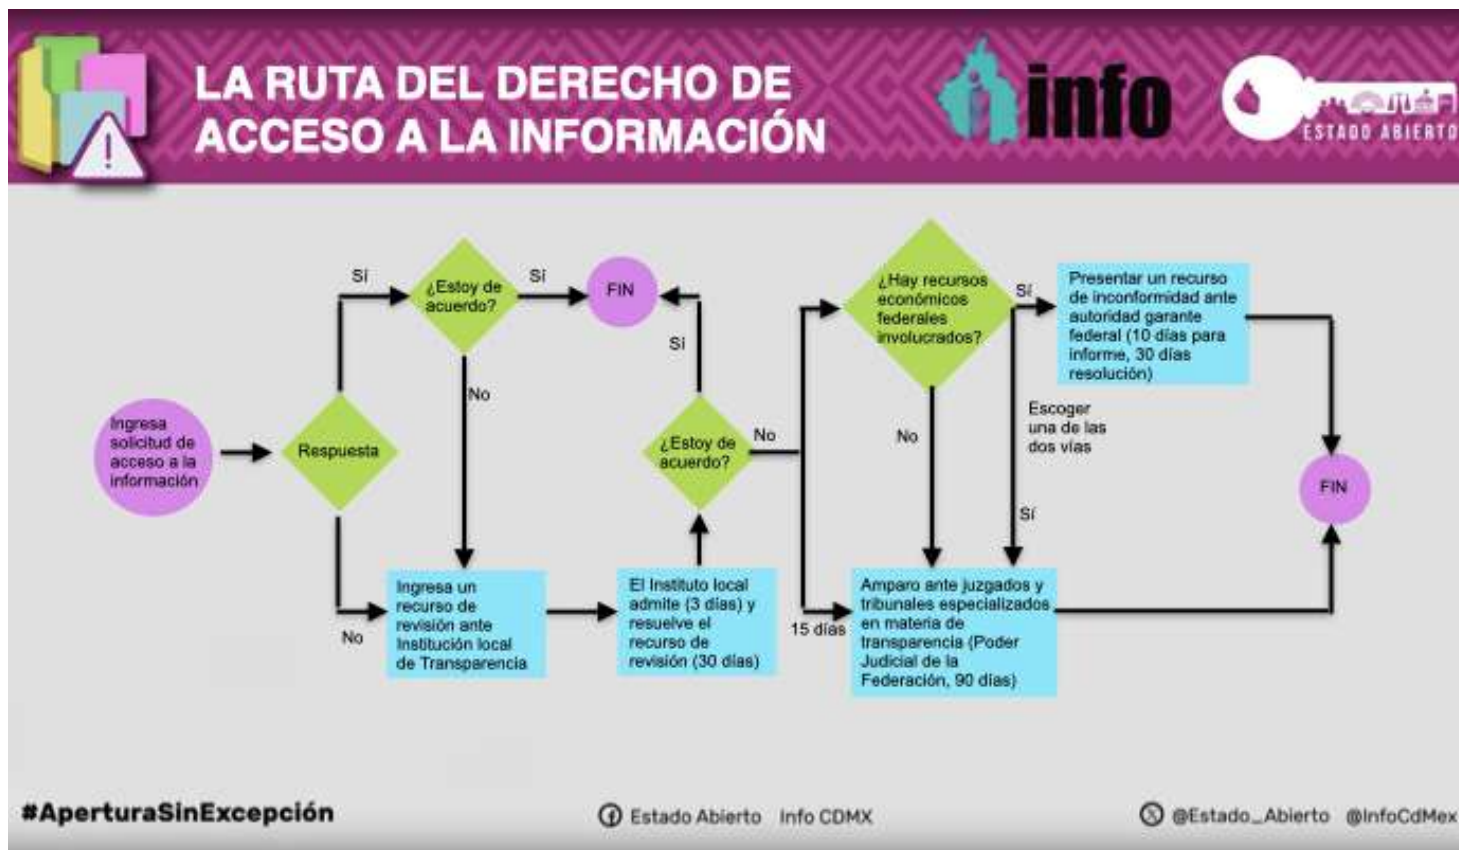 LA RUTA DEL DERECHO DE
ACCESO A LA INFORMACIÓN
info
ESTADO ABIERTO
Ingresa
solicitud de
acceso a la
información
Respuesta
Sí
¿Estoy de
acuerdo?
Sí
FIN
No
No
Ingresa un
recurso de
revisión ante
Institución local
de Transparencia
El Instituto local
admite (3 días) y
resuelve el
recurso de
revisión (30 días)
¿Estoy de
acuerdo?
Sí
No
15 días
¿Hay recursos
económicos
federales
involucrados?
Sí
No
Escoger
una de las
dos vías
Sí
Presentar un recurso
de inconformidad ante
autoridad garante
federal (10 días para
informe, 30 días
resolución)
Amparo ante juzgados y
tribunales especializados
en materia de
transparencia (Poder
Judicial de la
Federación, 90 días)
FIN
#AperturaSinExcepción
Estado Abierto Info CDMX
@Estado_Abierto @InfoCdMex